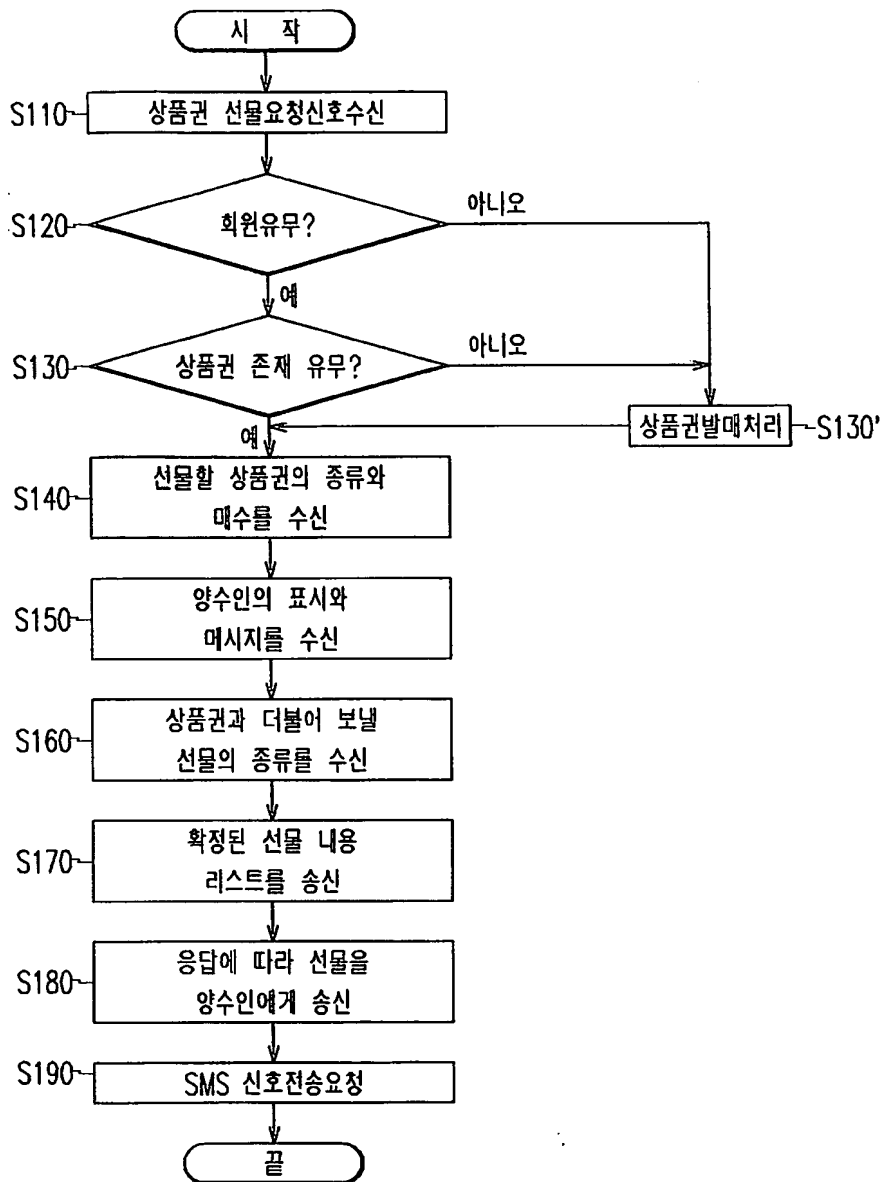 시 작
S110 상품권 선물요청신호수신
S120 회원유무? 아니오
예
S130 상품권 존재 유무? 아니오
예 상품권발매처리 S130'
S140 선물할 상품권의 종류와
매수를 수신
S150 양수인의 표시와
메시지를 수신
S160 상품권과 더불어 보낼
선물의 종류를 수신
S170 확정된 선물 내용
리스트를 송신
S180 응답에 따라 선물을
양수인에게 송신
S190 SMS 신호전송요청
끝